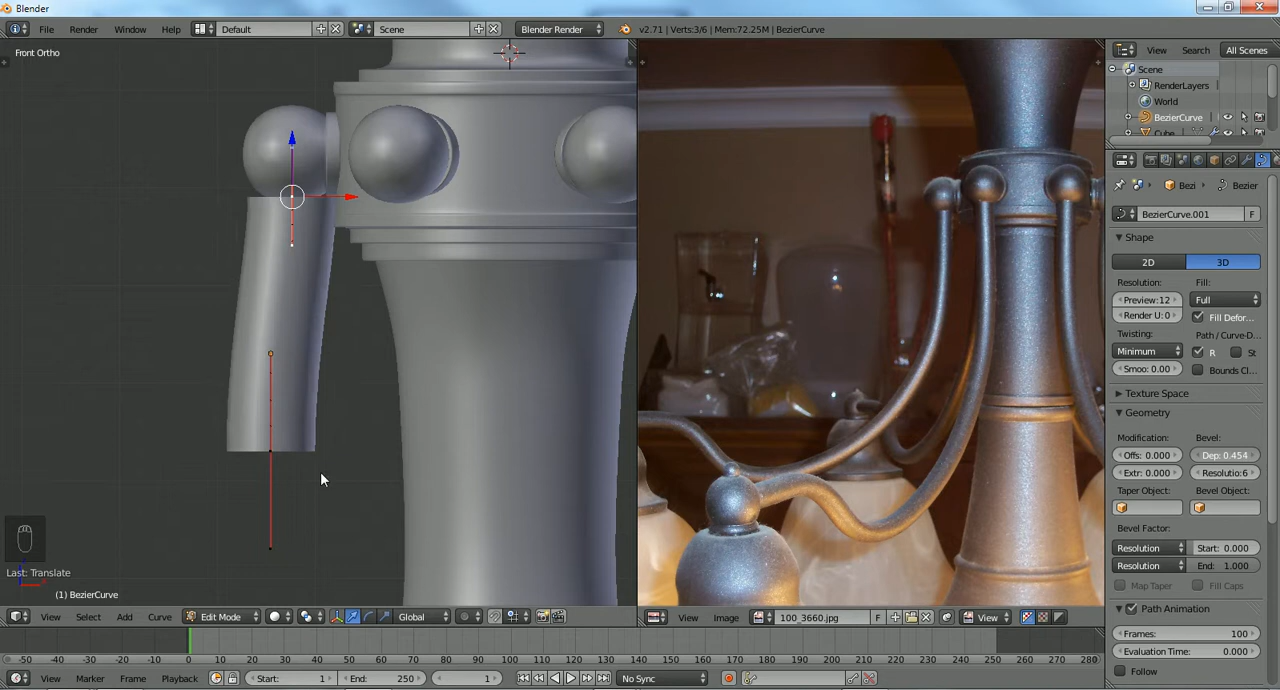 Blender
File Render Window Help Default Scene Blender Render v2.71 | Verts:3/6 | Mem:72.25M | BezierCurve
Front Ortho
View Search All Scenes
Scene
RenderLayers
World
BezierCurve
Cube
Bezi Bezier
BezierCurve.001 F
Shape
2D 3D
Resolution: Fill:
Preview:12 Full
Render U:0 Fill Defor...
Twisting: Path / Curve-D...
Minimum R St
Smoo: 0.00 Bounds Cl...
Texture Space
Geometry
Modification: Bevel:
Offs: 0.000 Dep: 0.454
Extr: 0.000 Resolutio:6
Taper Object: Bevel Object:
Bevel Factor:
Resolution Start: 0.000
Resolution End: 1.000
Map Taper Fill Caps
Path Animation
Frames: 100
Evaluation Time: 0.000
Follow
Last: Translate
(1) BezierCurve
View Select Add Curve Edit Mode Global
View Image 100_3660.jpg F View
-50 -40 -30 -20 -10 0 10 20 30 40 50 60 70 80 90 100 110 120 130 140 150 160 170 180 190 200 210 220 230 240 250 260 270 280
View Marker Frame Playback Start: 1 End: 250 1 No Sync